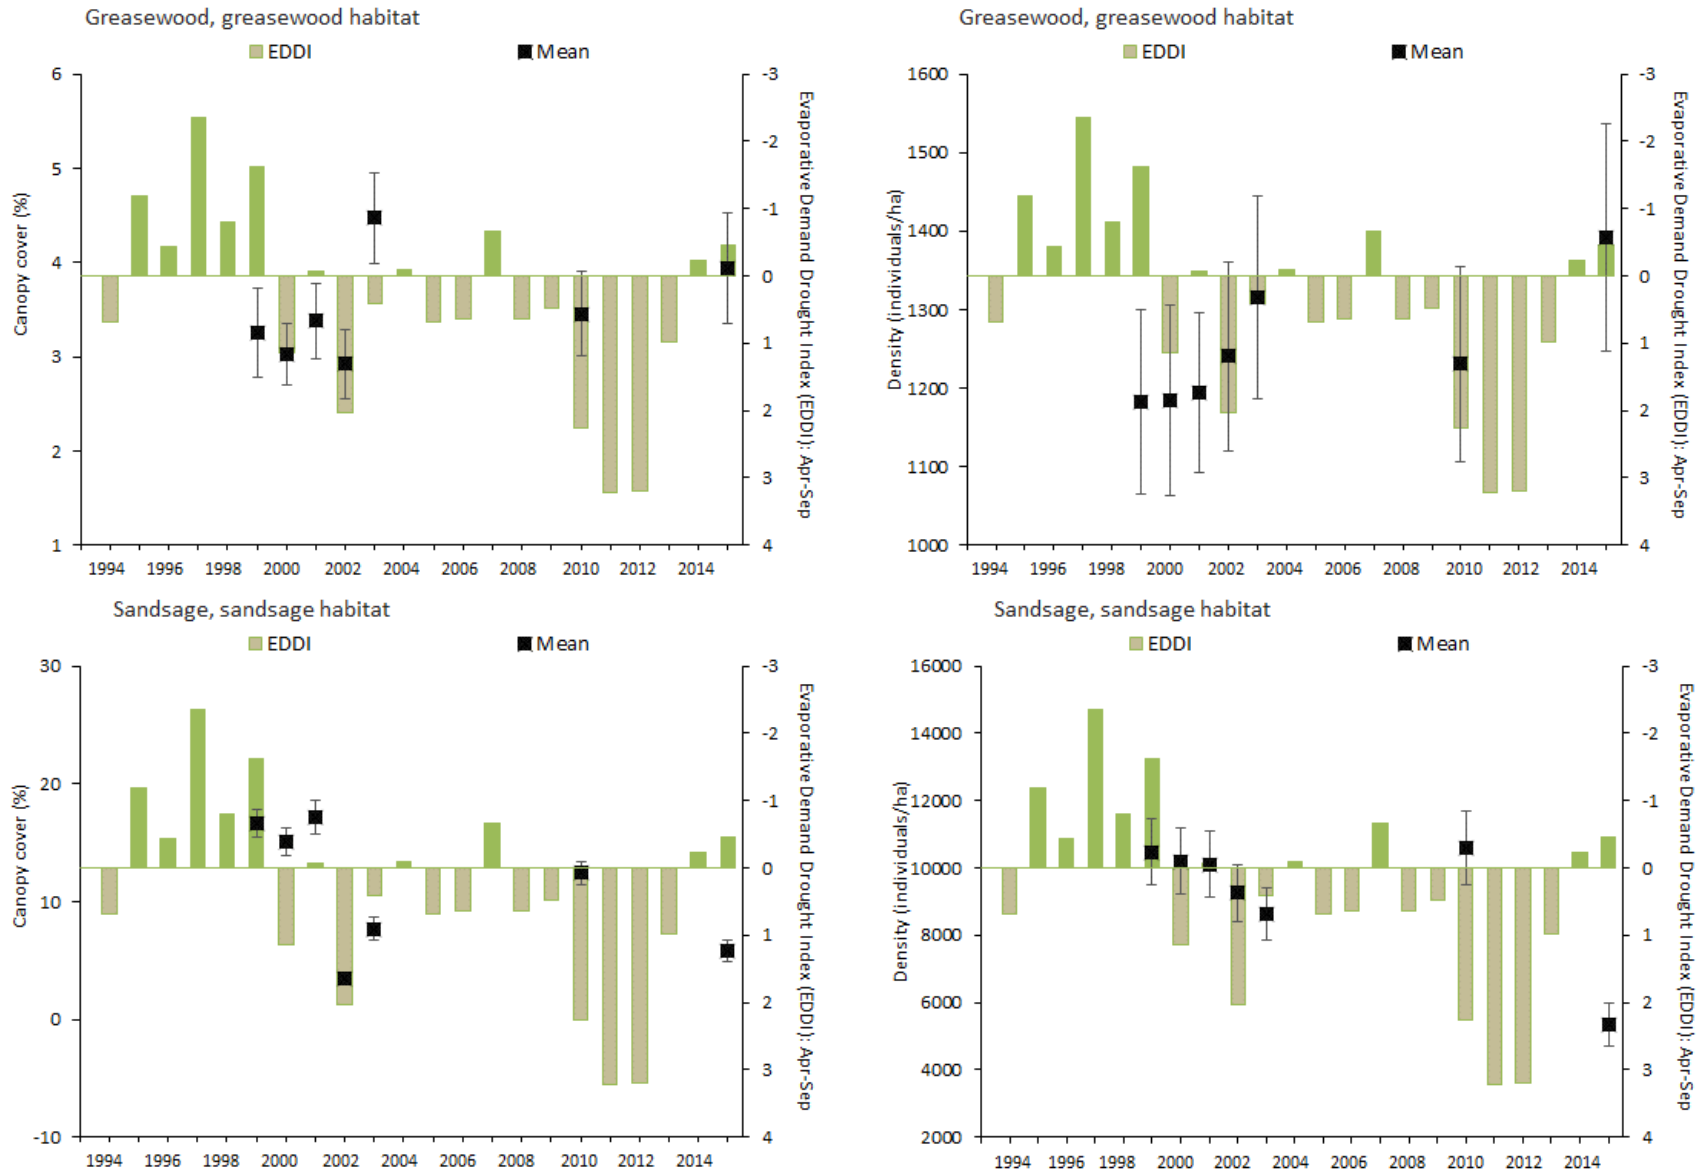 Greasewood, greasewood habitat
EDDI Mean
6
5
4
3
2
1
Canopy cover (%)
-3
-2
-1
0
1
2
3
4
Evaporative Demand Drought Index (EDDI): Apr-Sep
1994 1996 1998 2000 2002 2004 2006 2008 2010 2012 2014
Greasewood, greasewood habitat
EDDI Mean
1600
1500
1400
1300
1200
1100
1000
Density (individuals/ha)
-3
-2
-1
0
1
2
3
4
Evaporative Demand Drought Index (EDDI): Apr-Sep
1994 1996 1998 2000 2002 2004 2006 2008 2010 2012 2014
Sandsage, sandsage habitat
EDDI Mean
30
20
10
0
-10
Canopy cover (%)
-3
-2
-1
0
1
2
3
4
Evaporative Demand Drought Index (EDDI): Apr-Sep
1994 1996 1998 2000 2002 2004 2006 2008 2010 2012 2014
Sandsage, sandsage habitat
EDDI Mean
16000
14000
12000
10000
8000
6000
4000
2000
Density (individuals/ha)
-3
-2
-1
0
1
2
3
4
Evaporative Demand Drought Index (EDDI): Apr-Sep
1994 1996 1998 2000 2002 2004 2006 2008 2010 2012 2014